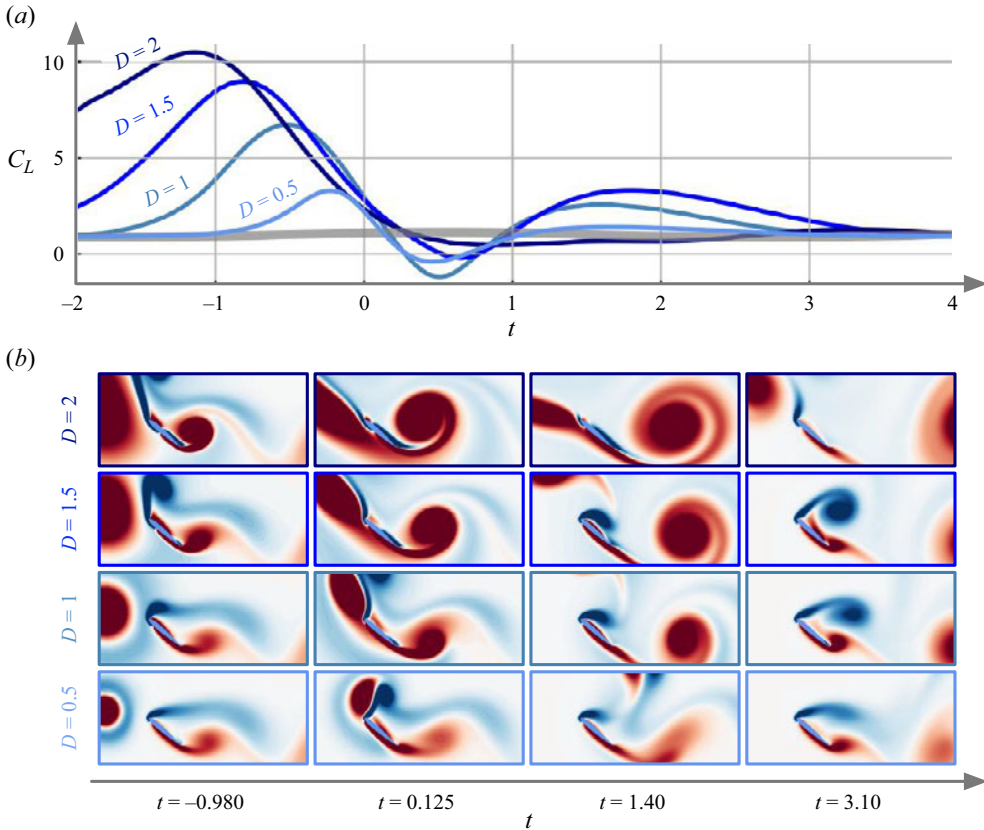 (a)
10
5
0
C_L
D = 2
D = 1.5
D = 1
D = 0.5
–2
–1
0
1
2
3
4
t
(b)
D = 2
D = 1.5
D = 1
D = 0.5
t = –0.980
t = 0.125
t = 1.40
t = 3.10
t